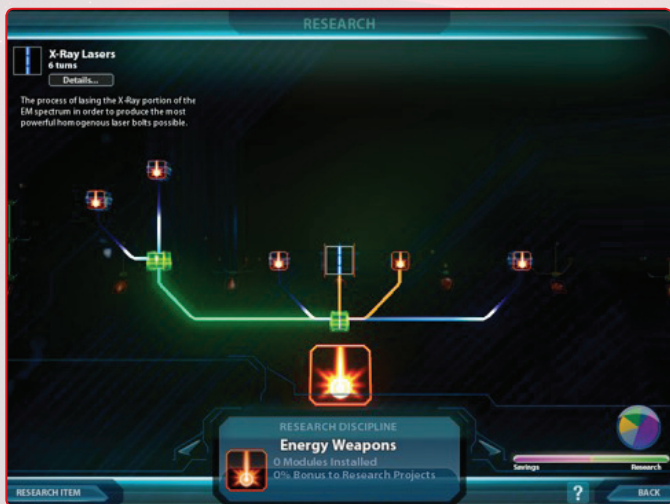 RESEARCH
X-Ray Lasers
6 turns
Details...
The process of lasing the X-Ray portion of the
EM spectrum in order to produce the most
powerful homogenous laser bolts possible.
RESEARCH DISCIPLINE
Energy Weapons
0 Modules Installed
0% Bonus to Research Projects
Savings
Research
RESEARCH ITEM
?
BACK